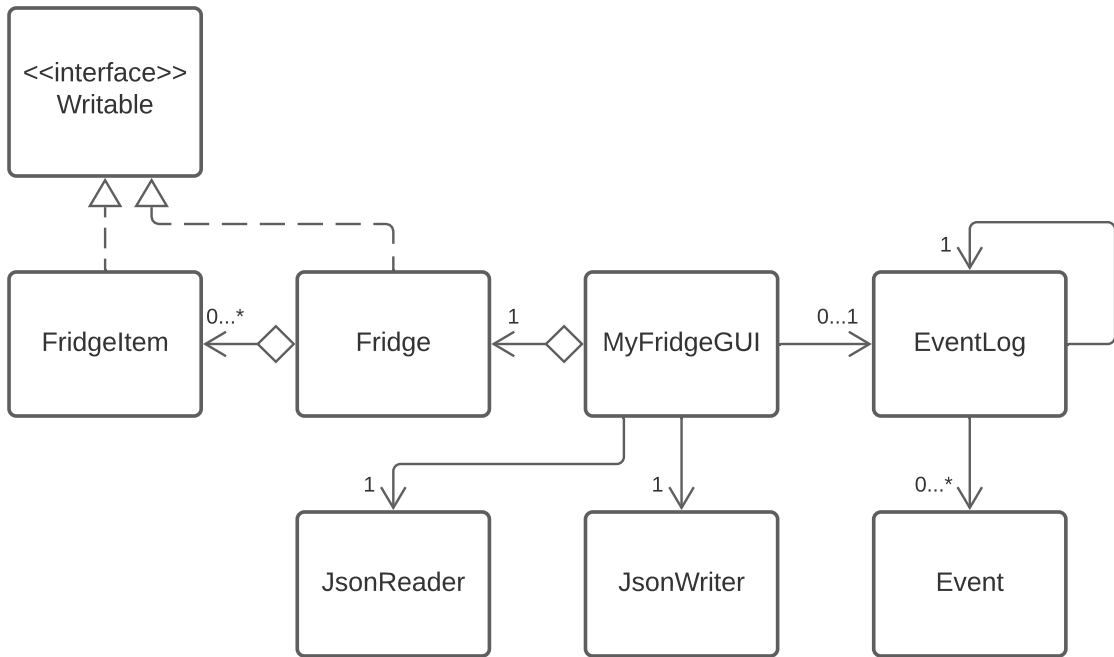 <<interface>>
Writable
1
FridgeItem
0...*
Fridge
1
MyFridgeGUI
0...1
EventLog
1
1
0...*
JsonReader
JsonWriter
Event